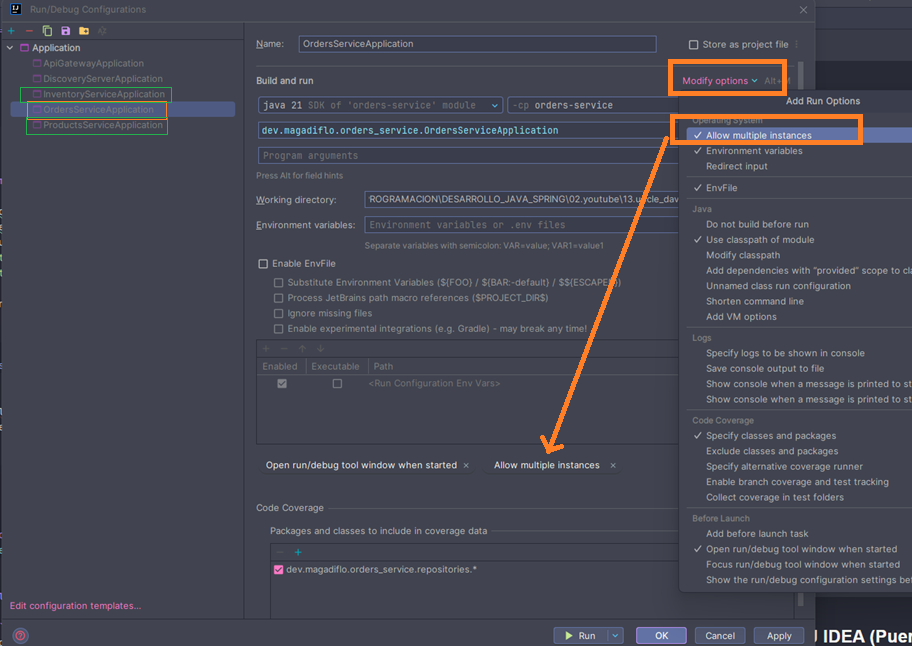 Run/Debug Configurations
Application
ApiGatewayApplication
DiscoveryServerApplication
InventoryServiceApplication
OrdersServiceApplication
ProductsServiceApplication
Edit configuration templates...
Name: OrdersServiceApplication
Store as project file
Build and run
Modify options
java 21 SDK of 'orders-service' module
-cp orders-service
dev.magadiflo.orders_service.OrdersServiceApplication
Program arguments
Press Alt for field hints
Working directory:
Environment variables: Environment variables or .env files
Separate variables with semicolon: VAR=value; VAR1=value1
Enable EnvFile
Substitute Environment Variables (${FOO} / ${BAR:-default} / $${ESCAPED})
Process JetBrains path macro references ($PROJECT_DIR$)
Ignore missing files
Enable experimental integrations (e.g. Gradle) - may break any time!
Enabled Executable Path
<Run Configuration Env Vars>
Open run/debug tool window when started
Allow multiple instances
Code Coverage
Packages and classes to include in coverage data
dev.magadiflo.orders_service.repositories.*
Run
OK
Cancel
Apply
Add Run Options
Operating System
Allow multiple instances
Environment variables
Redirect input
EnvFile
Java
Do not build before run
Use classpath of module
Modify classpath
Add dependencies with "provided" scope to
Unnamed class run configuration
Shorten command line
Add VM options
Logs
Specify logs to be shown in console
Save console output to file
Show console when a message is printed to
Show console when a message is printed to
Code Coverage
Specify classes and packages
Exclude classes and packages
Specify alternative coverage runner
Enable branch coverage and test tracking
Collect coverage in test folders
Before Launch
Add before launch task
Open run/debug tool window when started
Focus run/debug tool window when started
Show the run/debug configuration settings
IDEA (Puer